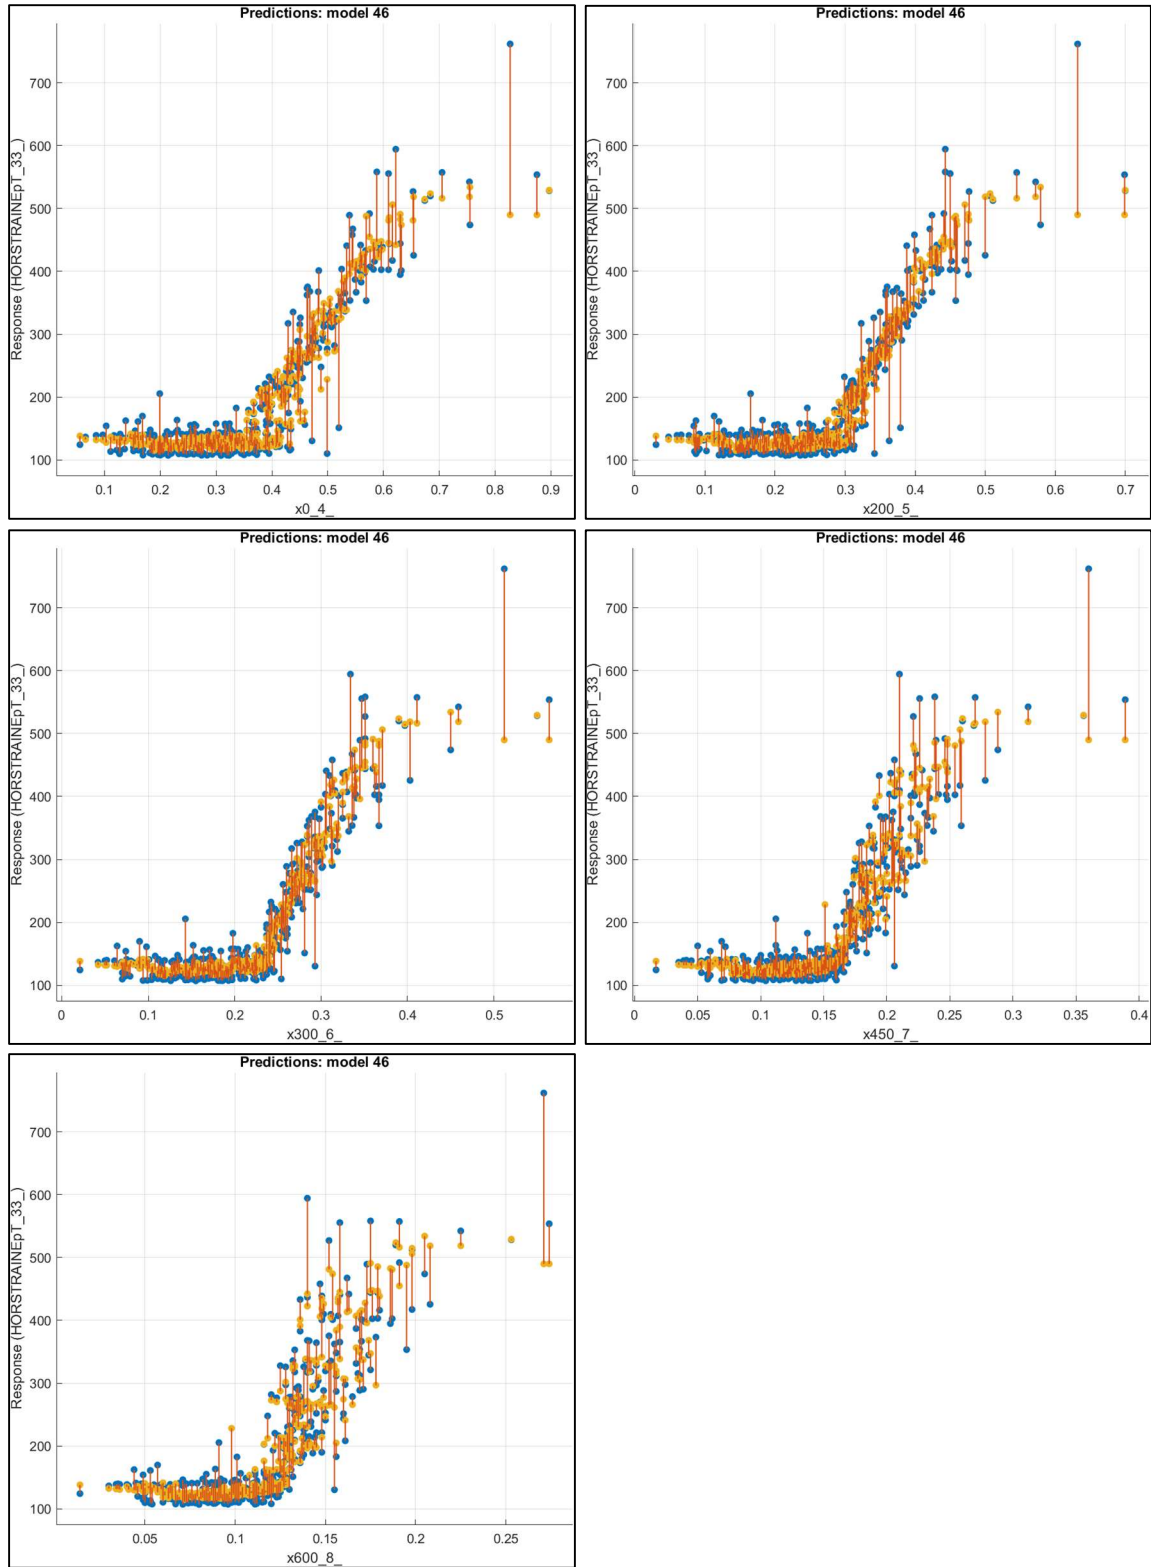 Predictions: model 46
Response (HORSTRAINEpT_33_)
700
600
500
400
300
200
100
0.1 0.2 0.3 0.4 0.5 0.6 0.7 0.8 0.9
x0_4_
Predictions: model 46
Response (HORSTRAINEpT_33_)
700
600
500
400
300
200
100
0 0.1 0.2 0.3 0.4 0.5 0.6 0.7
x200_5_
Predictions: model 46
Response (HORSTRAINEpT_33_)
700
600
500
400
300
200
100
0 0.1 0.2 0.3 0.4 0.5
x300_6_
Predictions: model 46
Response (HORSTRAINEpT_33_)
700
600
500
400
300
200
100
0 0.05 0.1 0.15 0.2 0.25 0.3 0.35 0.4
x450_7_
Predictions: model 46
Response (HORSTRAINEpT_33_)
700
600
500
400
300
200
100
0.05 0.1 0.15 0.2 0.25
x600_8_